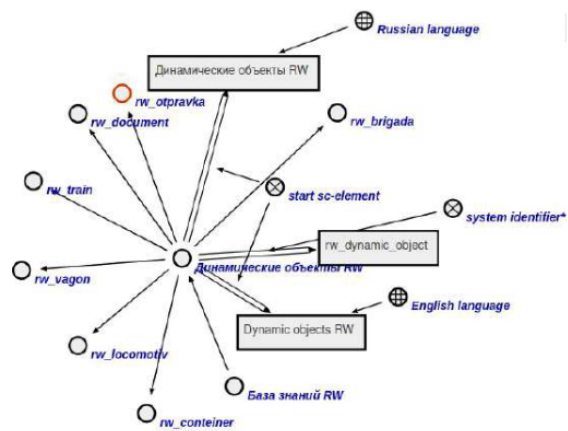 Russian language
Динамические объекты RW
rw_otpravka
rw_document
rw_brigada
rw_train
start sc-element
system identifier*
rw_dynamic_object
Динамические объекты RW
rw_vagon
English language
Dynamic objects RW
rw_locomotiv
База знаний RW
rw_conteiner